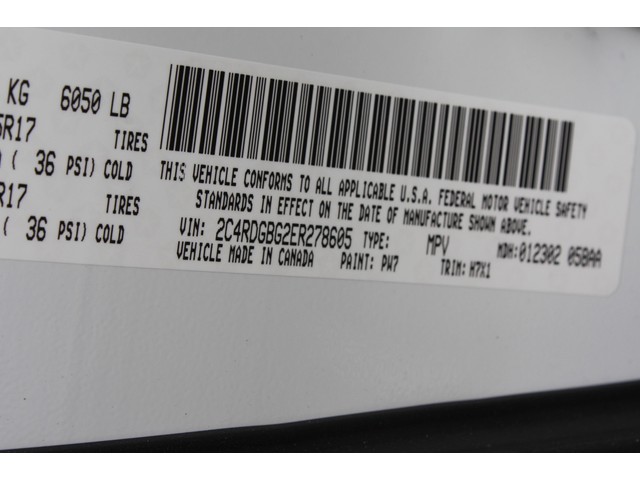 KG 6050 LB
5R17 TIRES
( 36 PSI) COLD
R17 TIRES
( 36 PSI) COLD
THIS VEHICLE CONFORMS TO ALL APPLICABLE U.S.A. FEDERAL MOTOR VEHICLE SAFETY
STANDARDS IN EFFECT ON THE DATE OF MANUFACTURE SHOWN ABOVE.
VIN: 2C4RDGBG2ER278605 TYPE: MPV MDH:012302 05BAA
VEHICLE MADE IN CANADA PAINT: PW7 TRIM: H7X1